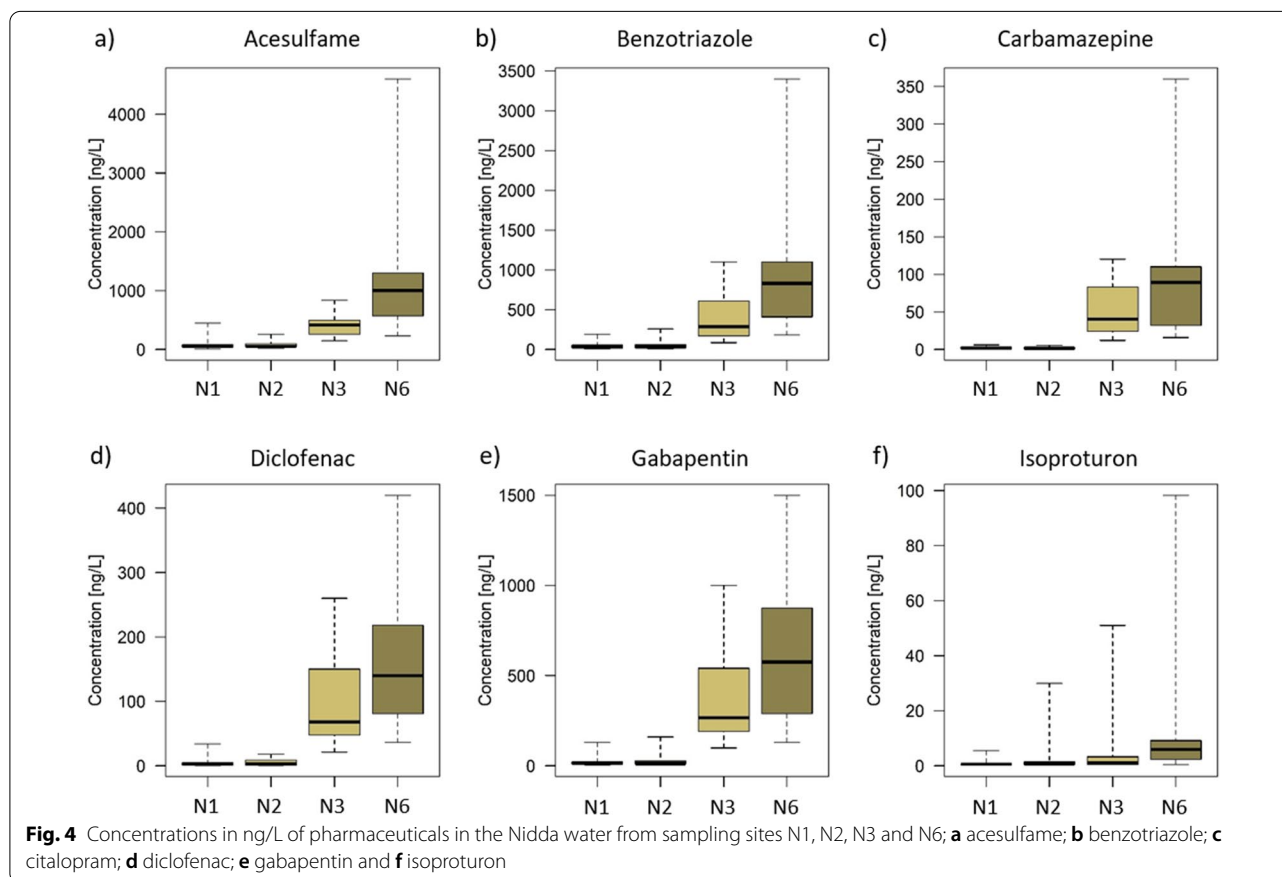 a) Acesulfame
b) Benzotriazole
c) Carbamazepine
Concentration [ng/L]
4000
3000
2000
1000
0
N1 N2 N3 N6
Concentration [ng/L]
3500
3000
2500
2000
1500
1000
500
0
N1 N2 N3 N6
Concentration [ng/L]
350
300
250
200
150
100
50
0
N1 N2 N3 N6
d) Diclofenac
e) Gabapentin
f) Isoproturon
Concentration [ng/L]
400
300
200
100
0
N1 N2 N3 N6
Concentration [ng/L]
1500
1000
500
0
N1 N2 N3 N6
Concentration [ng/L]
100
80
60
40
20
0
N1 N2 N3 N6
Fig. 4 Concentrations in ng/L of pharmaceuticals in the Nidda water from sampling sites N1, N2, N3 and N6; a acesulfame; b benzotriazole; c
citalopram; d diclofenac; e gabapentin and f isoproturon